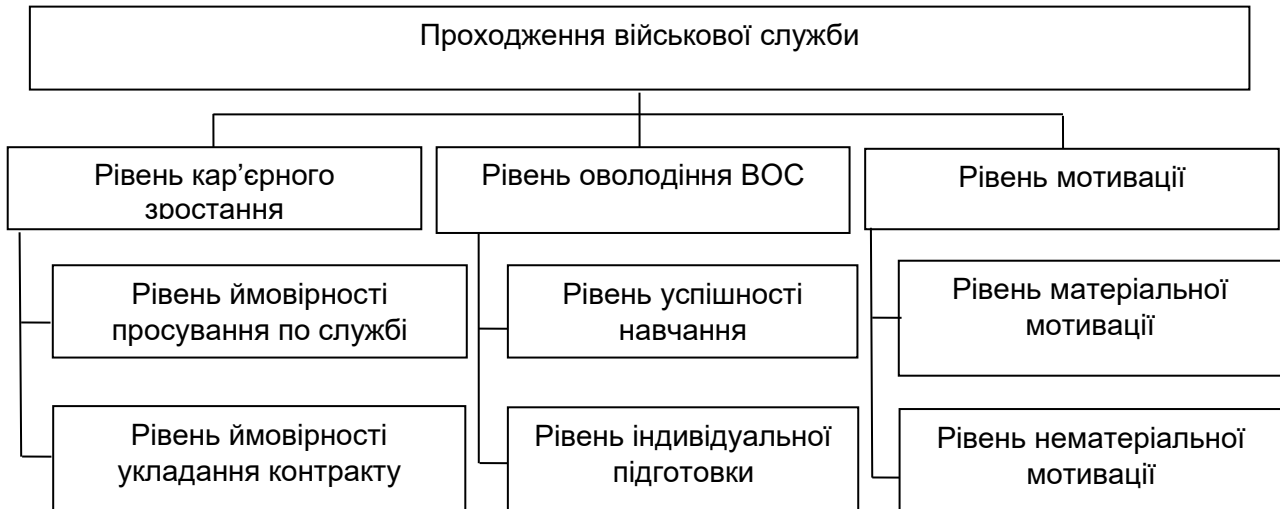 Проходження військової служби
Рівень кар’єрного
зростання
Рівень оволодіння ВОС
Рівень мотивації
Рівень ймовірності
просування по службі
Рівень успішності
навчання
Рівень матеріальної
мотивації
Рівень ймовірності
укладання контракту
Рівень індивідуальної
підготовки
Рівень нематеріальної
мотивації